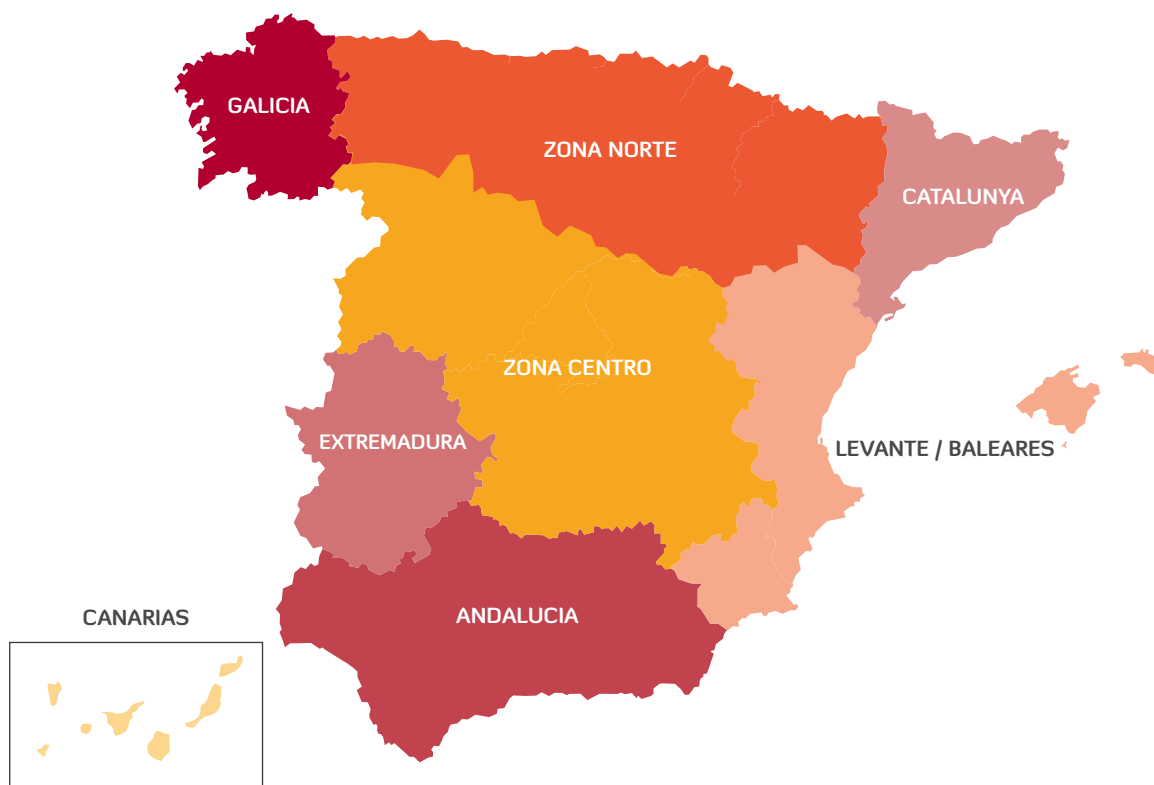 GALICIA
ZONA NORTE
CATALUNYA
ZONA CENTRO
EXTREMADURA
LEVANTE / BALEARES
ANDALUCIA
CANARIAS